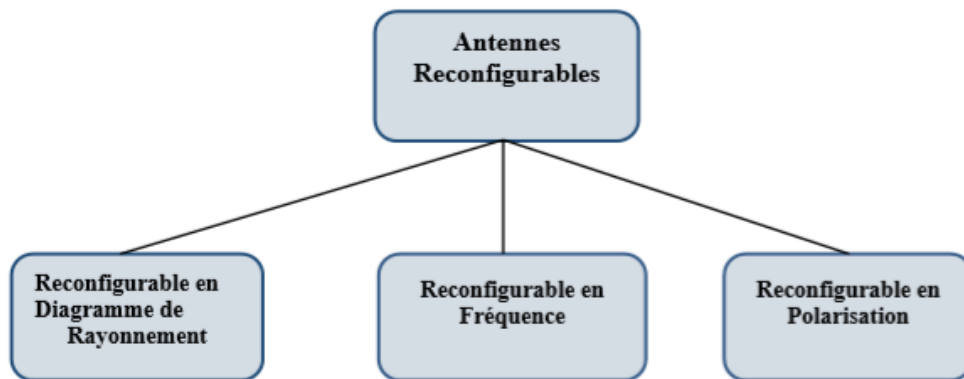 Antennes
Reconfigurables
Reconfigurable en
Diagramme de
Rayonnement
Reconfigurable en
Fréquence
Reconfigurable en
Polarisation